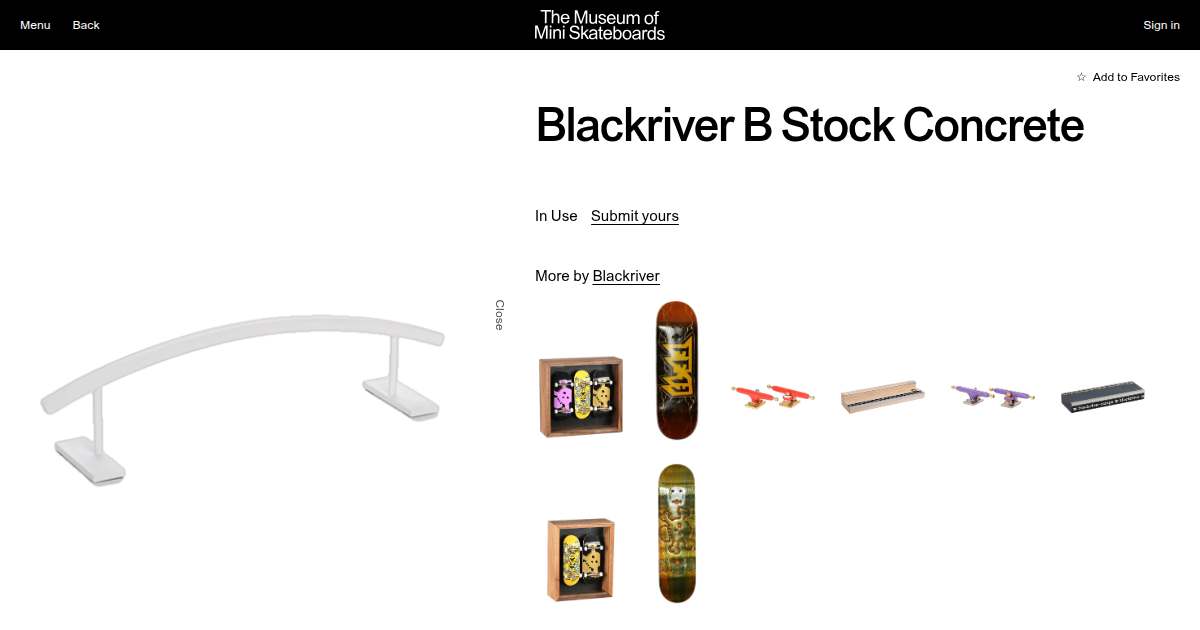 Menu
Back
The Museum of
Mini Skateboards
Sign in
☆ Add to Favorites
Blackriver B Stock Concrete
In Use
Submit yours
More by Blackriver
Close